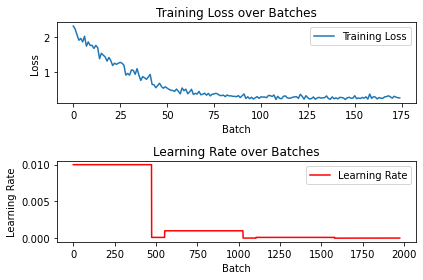 Training Loss over Batches
Training Loss
Loss
2
1
0
25
50
75
100
125
150
175
Batch
Learning Rate over Batches
Learning Rate
Learning Rate
0.010
0.005
0.000
0
250
500
750
1000
1250
1500
1750
2000
Batch